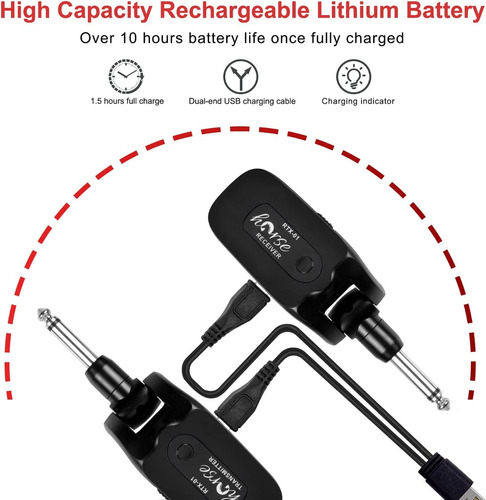 High Capacity Rechargeable Lithium Battery
Over 10 hours battery life once fully charged
1.5 hours full charge
Dual-end USB charging cable
Charging indicator
RTX-01
horse
RECEIVER
horse
TRANSMITTER
RTX-01